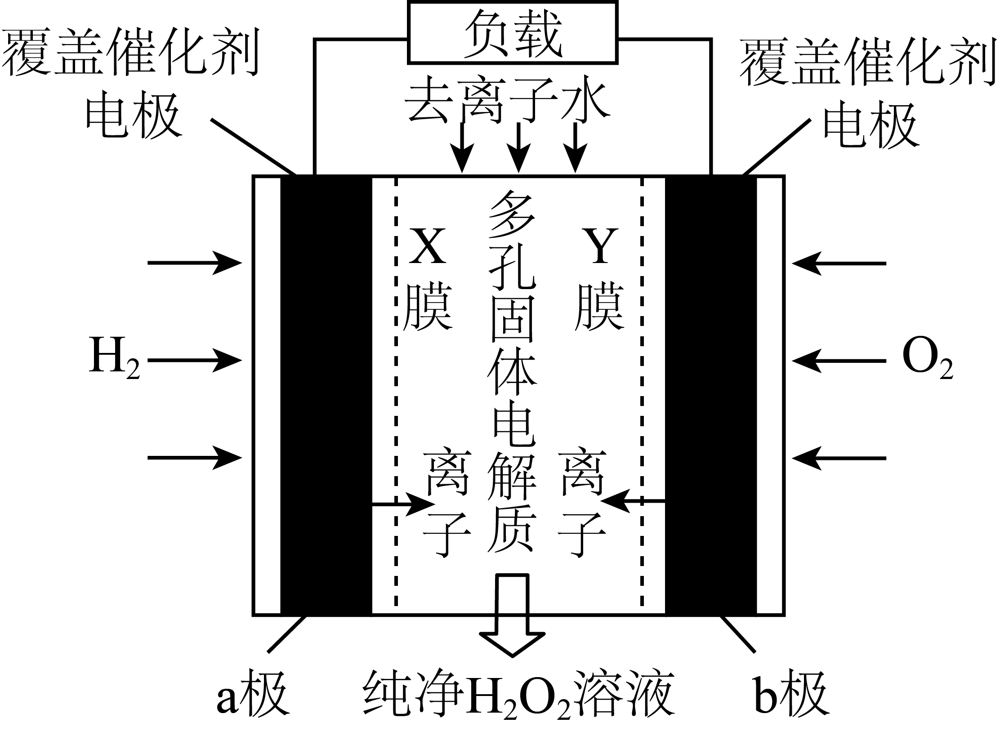 负载
覆盖催化剂
电极
覆盖催化剂
电极
去离子水
X膜
多孔固体电解质
Y膜
H₂
O₂
离子
离子
a极
纯净H₂O₂溶液
b极